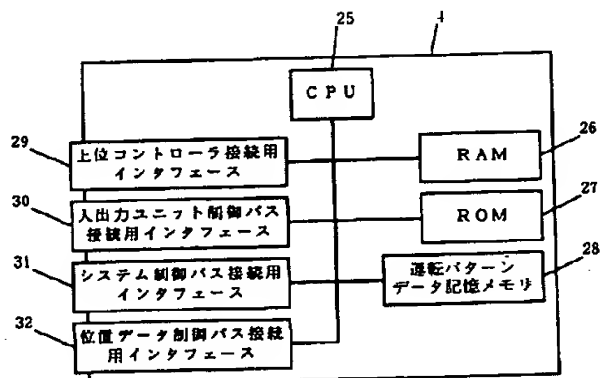 25
4
CPU
29
上位コントローラ接続用
インタフェース
RAM
26
30
入出力ユニット制御バス
接続用インタフェース
ROM
27
31
システム制御バス接続用
インタフェース
運転パターン
データ記憶メモリ
28
32
位置データ制御バス接続
用インタフェース